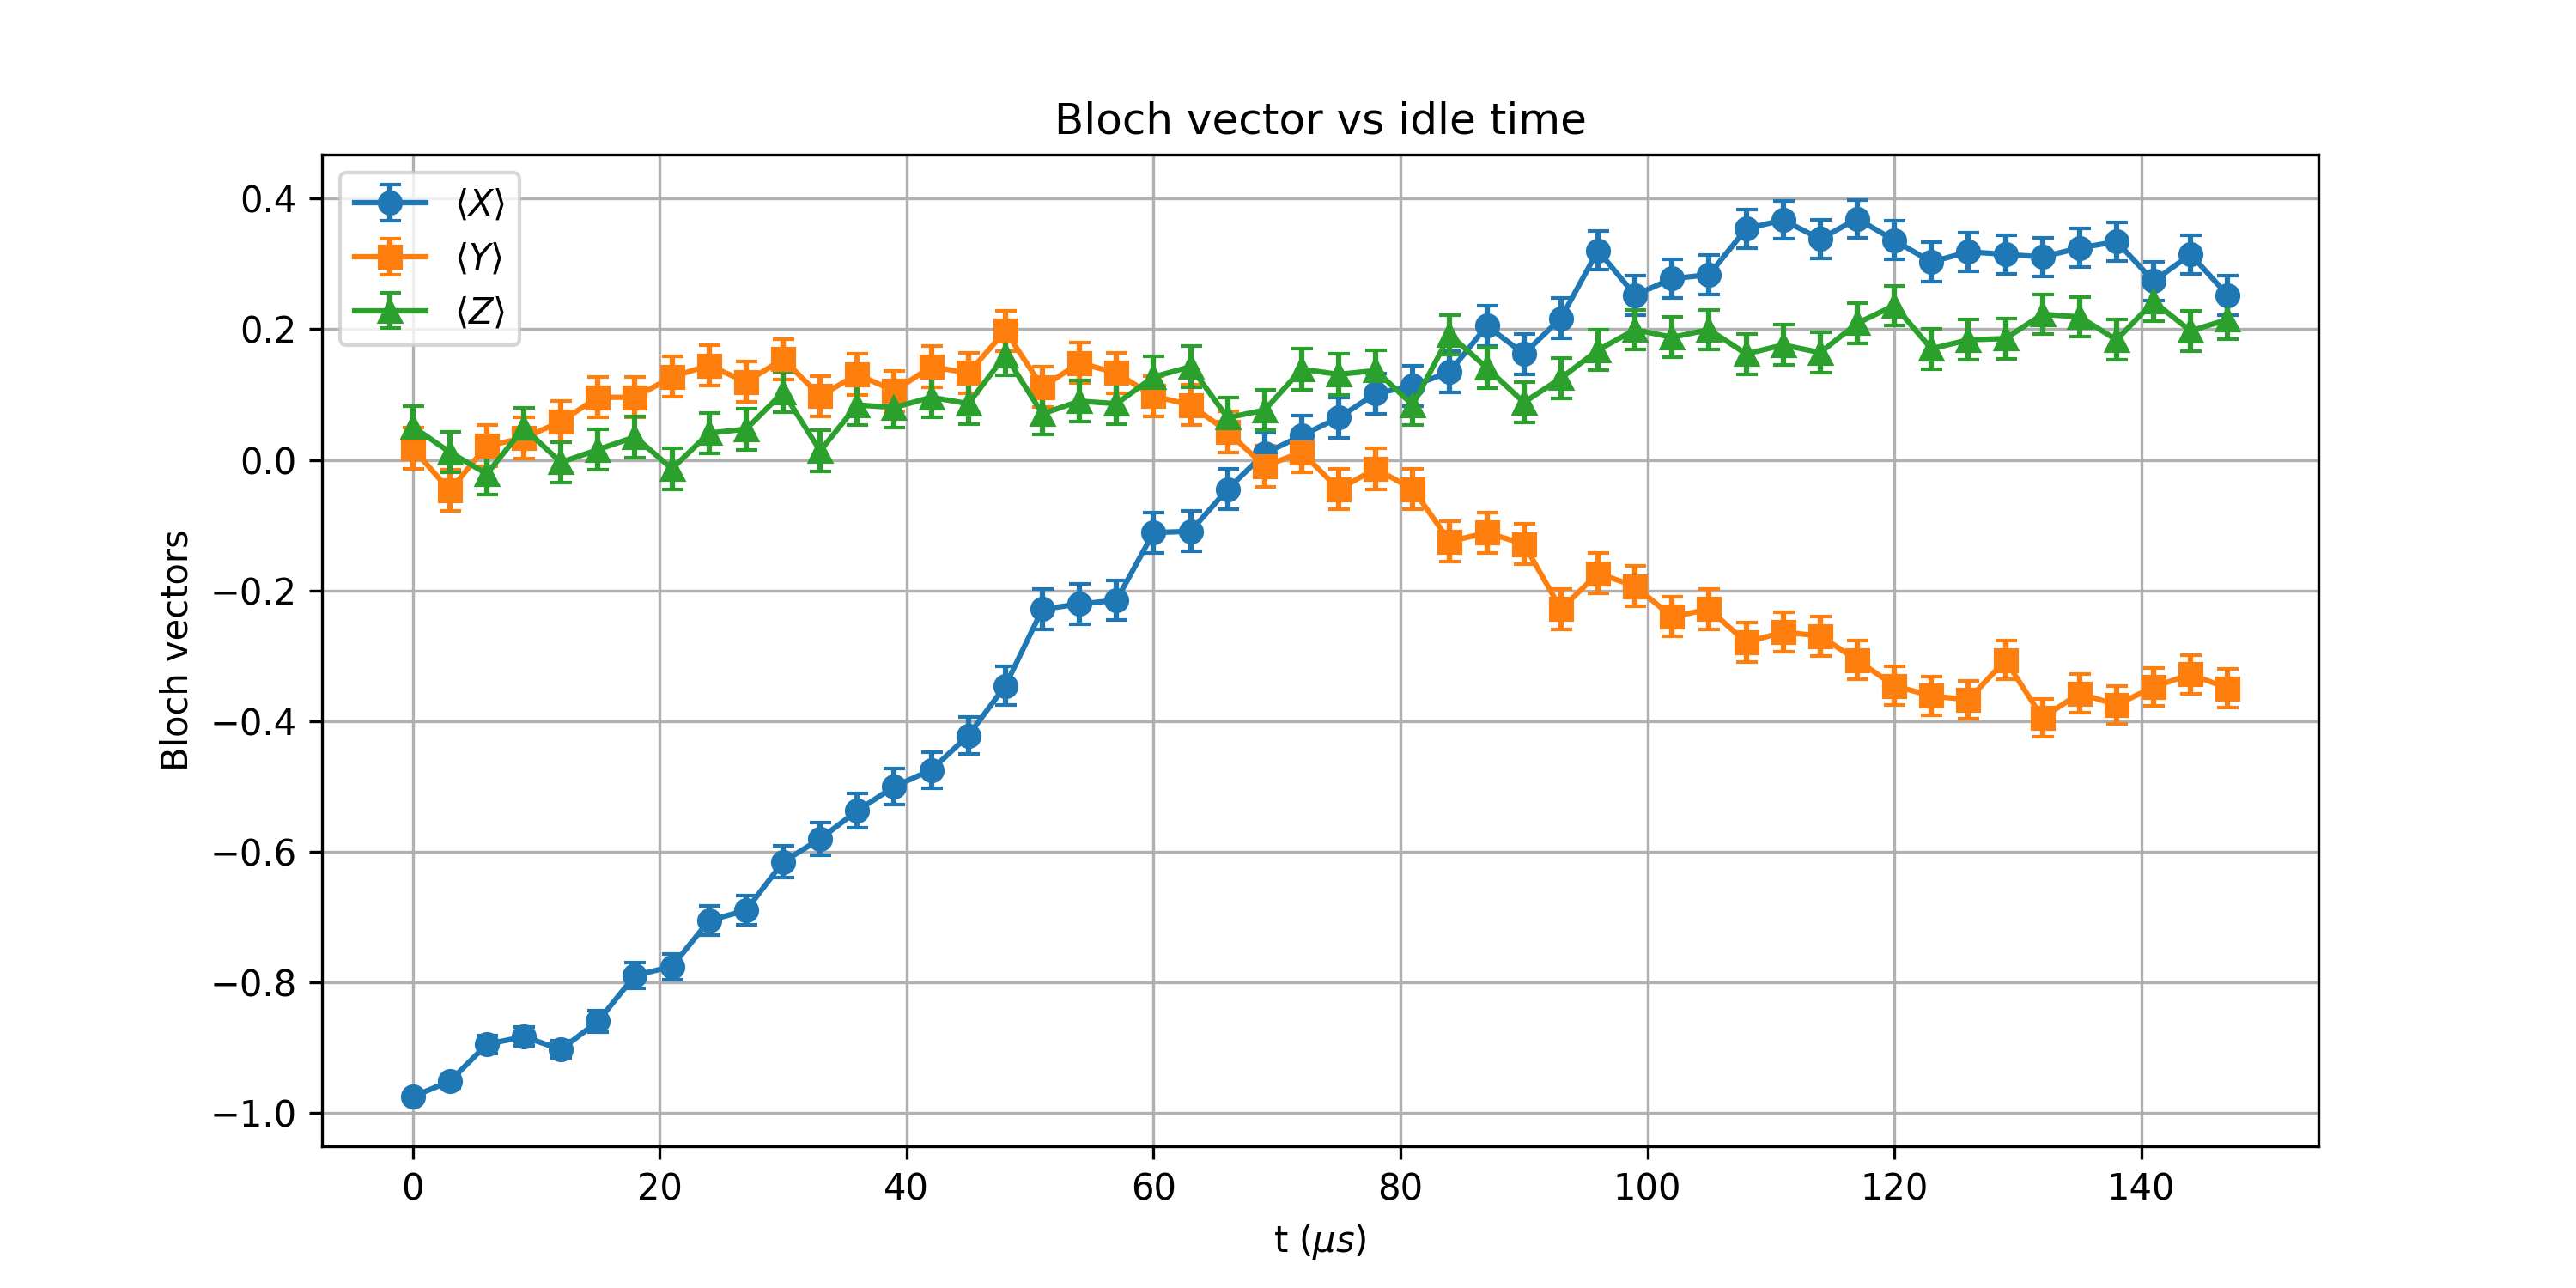 Bloch vector vs idle time
⟨X⟩
⟨Y⟩
⟨Z⟩
Bloch vectors
0.4
0.2
0.0
−0.2
−0.4
−0.6
−0.8
−1.0
0 20 40 60 80 100 120 140
t (μs)